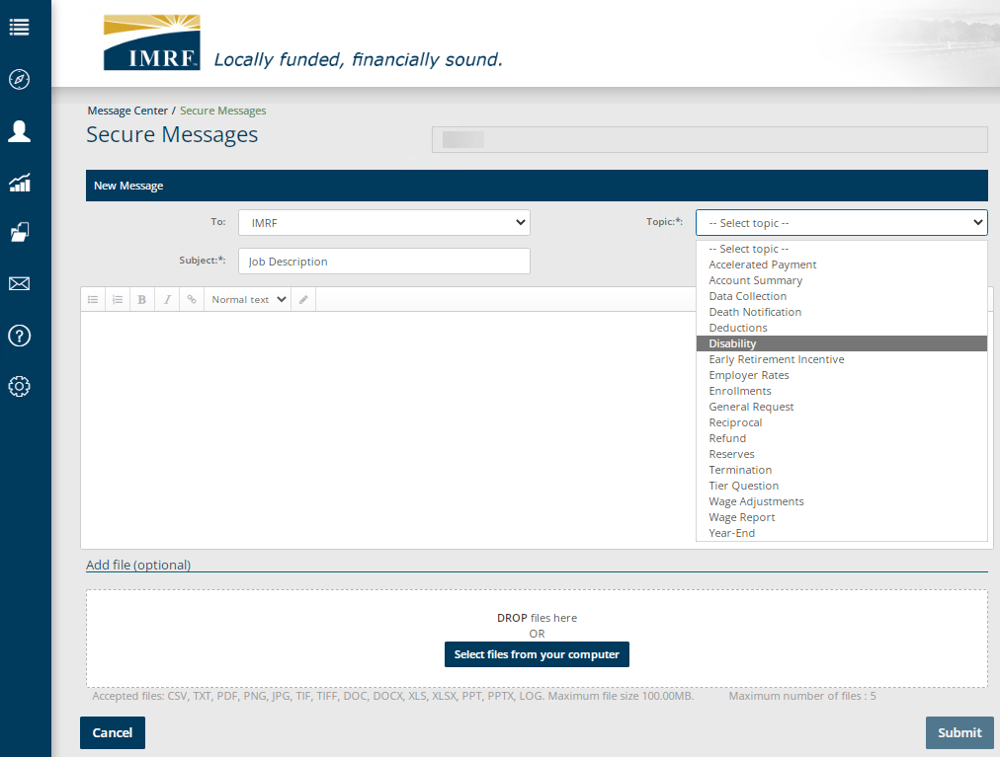 IMRF
Locally funded, financially sound.
Message Center / Secure Messages
Secure Messages
New Message
To: IMRF
Topic:*: -- Select topic --
Subject:*: Job Description
-- Select topic --
Accelerated Payment
Account Summary
Data Collection
Death Notification
Deductions
Disability
Early Retirement Incentive
Employer Rates
Enrollments
General Request
Reciprocal
Refund
Reserves
Termination
Tier Question
Wage Adjustments
Wage Report
Year-End
B I Normal text
Add file (optional)
DROP files here
OR
Select files from your computer
Accepted files: CSV, TXT, PDF, PNG, JPG, TIF, TIFF, DOC, DOCX, XLS, XLSX, PPT, PPTX, LOG. Maximum file size 100.00MB. Maximum number of files : 5
Cancel Submit